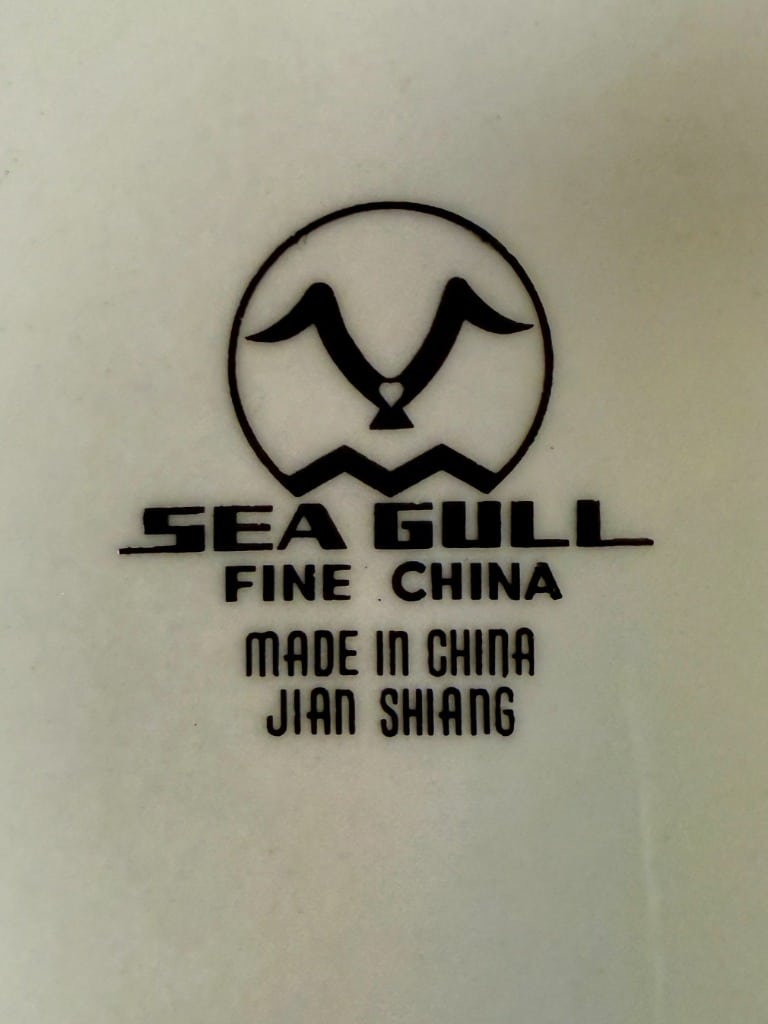 SEA GULL
FINE CHINA
MADE IN CHINA
JIAN SHIANG